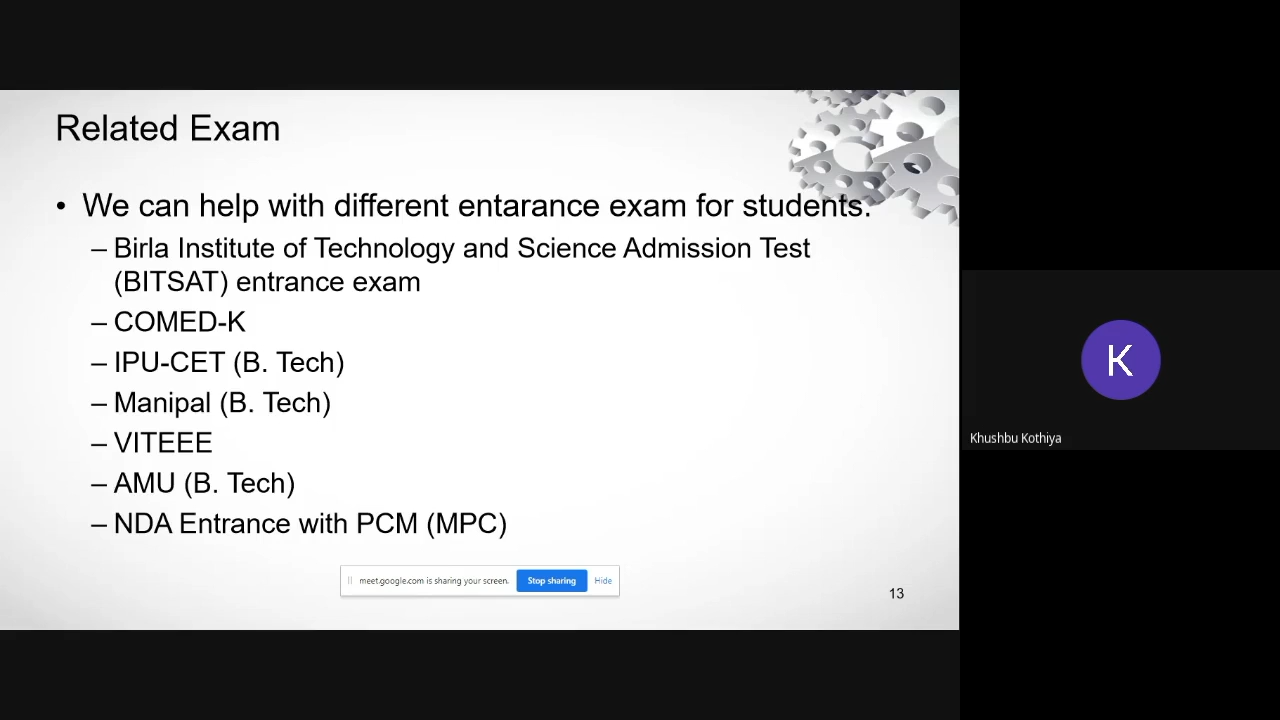 Related Exam
• We can help with different entarance exam for students.
– Birla Institute of Technology and Science Admission Test
(BITSAT) entrance exam
– COMED-K
– IPU-CET (B. Tech)
– Manipal (B. Tech)
– VITEEE
– AMU (B. Tech)
– NDA Entrance with PCM (MPC)
meet.google.com is sharing your screen. Stop sharing Hide
13
K
Khushbu Kothiya